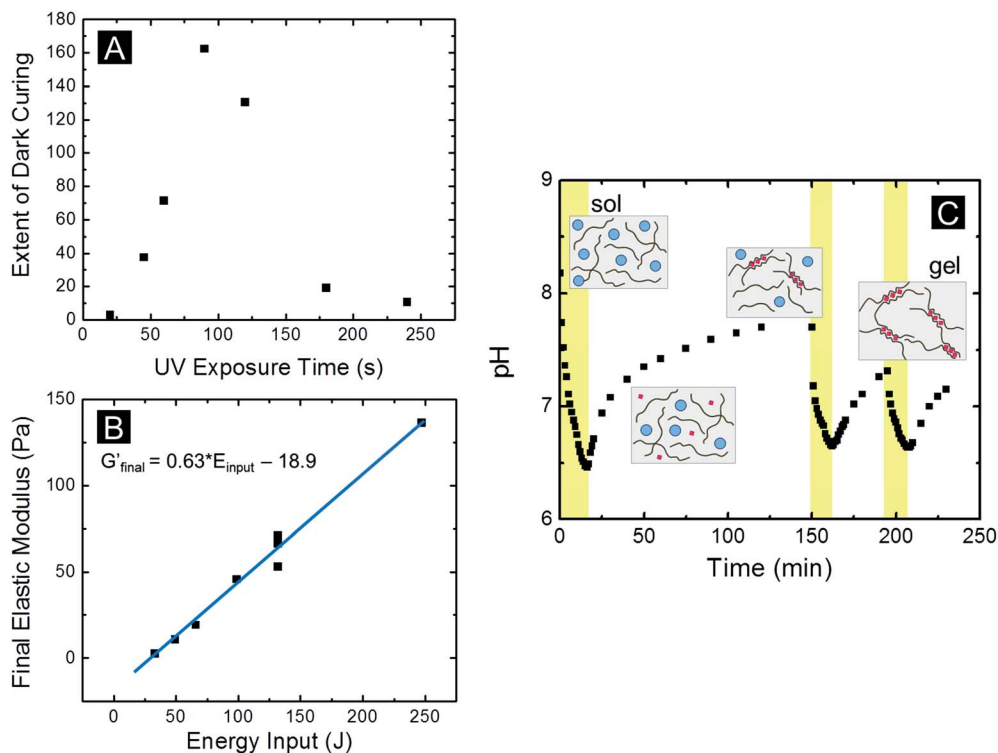 A
180
160
140
120
100
80
60
40
20
0
Extent of Dark Curing
0 50 100 150 200 250
UV Exposure Time (s)
B
G'final = 0.63*Einput – 18.9
150
100
50
0
Final Elastic Modulus (Pa)
0 50 100 150 200 250
Energy Input (J)
C
sol
gel
9
8
7
6
pH
0 50 100 150 200 250
Time (min)